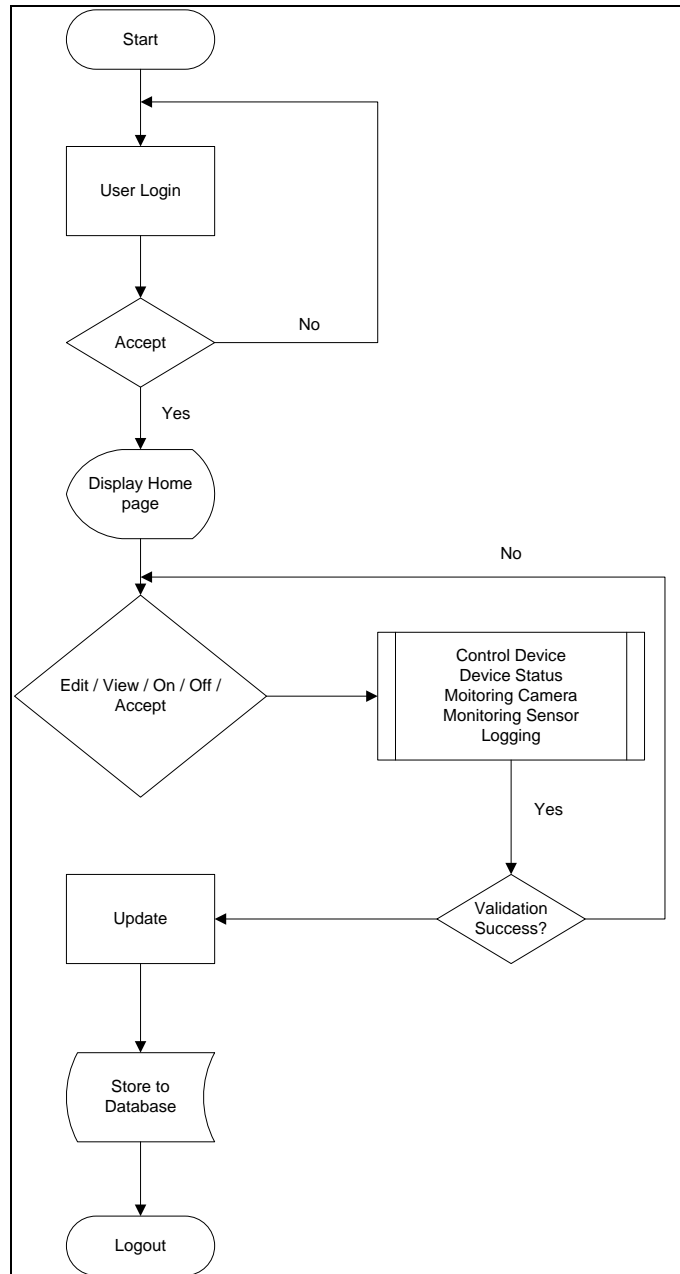 Start
User Login
Accept
No
Yes
Display Home
page
No
Edit / View / On / Off /
Accept
Control Device
Device Status
Moitoring Camera
Monitoring Sensor
Logging
Yes
Validation
Success?
Update
Store to
Database
Logout